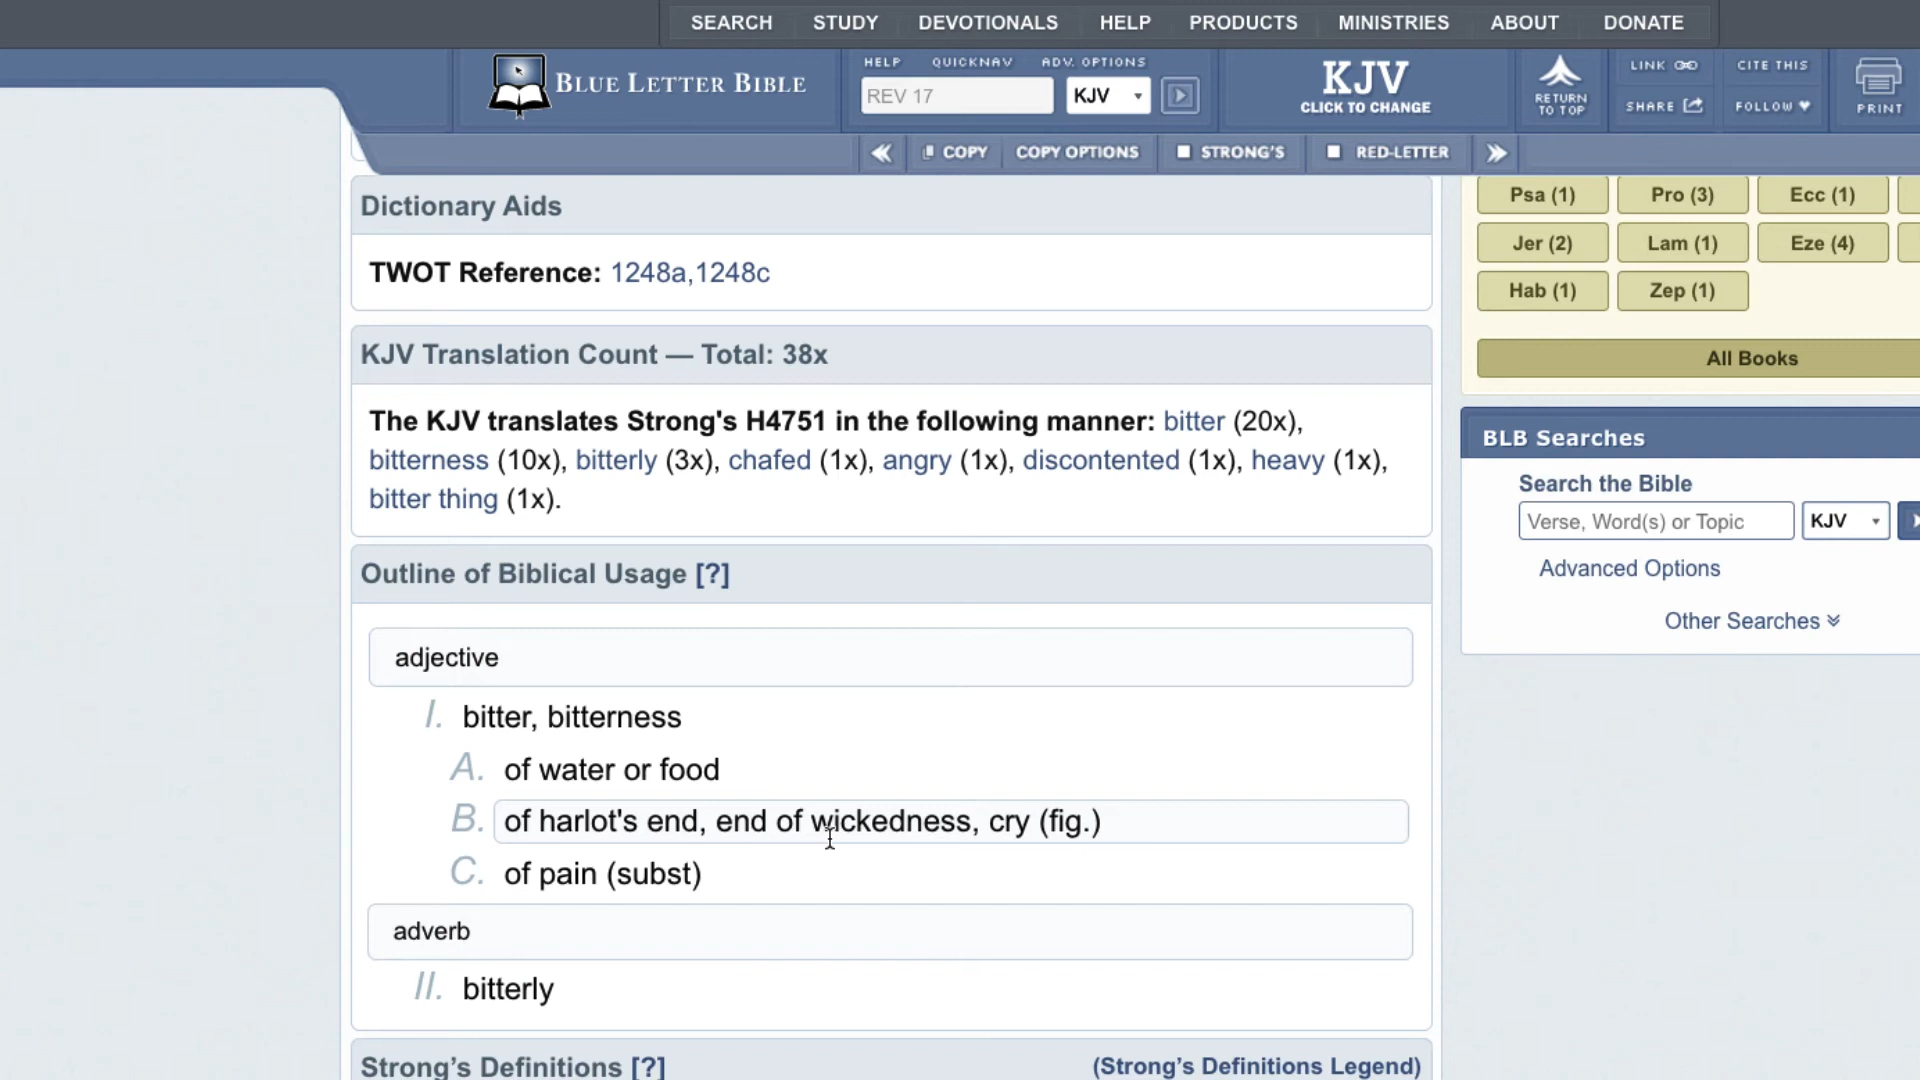 SEARCH STUDY DEVOTIONALS HELP PRODUCTS MINISTRIES ABOUT DONATE
BLUE LETTER BIBLE
HELP QUICKNAV ADV. OPTIONS
REV 17 KJV
KJV
CLICK TO CHANGE
RETURN
TO TOP
LINK
SHARE
CITE THIS
FOLLOW
PRINT
COPY COPY OPTIONS STRONG'S RED-LETTER
Dictionary Aids
TWOT Reference: 1248a,1248c
KJV Translation Count — Total: 38x
The KJV translates Strong's H4751 in the following manner: bitter (20x),
bitterness (10x), bitterly (3x), chafed (1x), angry (1x), discontented (1x), heavy (1x),
bitter thing (1x).
Outline of Biblical Usage [?]
adjective
I. bitter, bitterness
A. of water or food
B. of harlot's end, end of wickedness, cry (fig.)
C. of pain (subst)
adverb
II. bitterly
Strong’s Definitions [?] (Strong’s Definitions Legend)
Psa (1) Pro (3) Ecc (1)
Jer (2) Lam (1) Eze (4)
Hab (1) Zep (1)
All Books
BLB Searches
Search the Bible
Verse, Word(s) or Topic KJV
Advanced Options
Other Searches